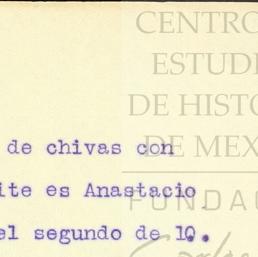 CENTRO
ESTUDI
DE HISTO
DE MEX
FUNDAC
de chivas con
ite es Anastacio
el segundo de 10.